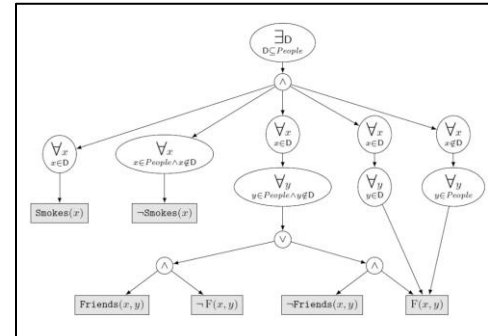 ∃D
D⊆People
∧
∀x
x∈D
∀x
x∈People∧x∉D
∀x
x∈D
∀x
x∈D
∀x
x∉D
Smokes(x)
¬Smokes(x)
∀y
y∈People∧y∉D
∀y
y∈D
∀y
y∈People
∨
∧
∧
Friends(x, y)
¬ F(x, y)
¬Friends(x, y)
F(x, y)